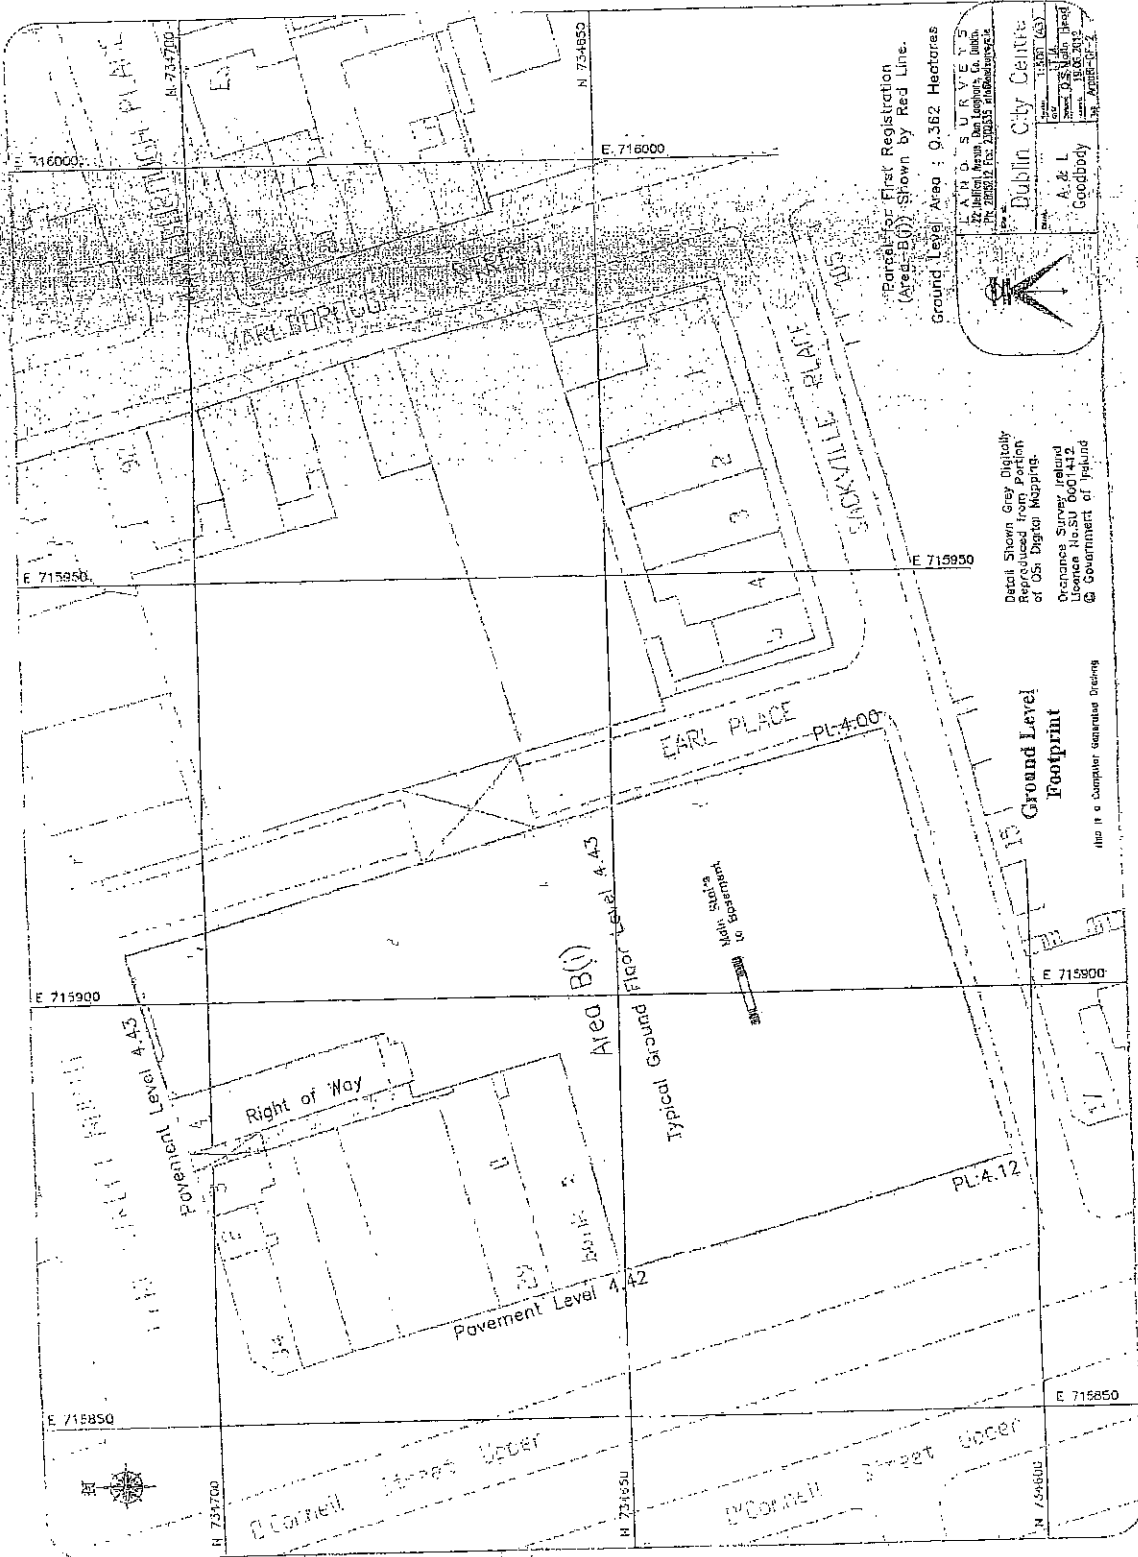 N 734700
N 734650
E 716000
E 716000
MARLBOROUGH
SACKVILLE PLACE
1
2
3
4
E 715950
E 715950
EARL PLACE
PL:4.00
Area B(i)
Typical Ground Floor Level 4.43
Main Stairs
to Basement
E 715900
E 715900
Pavement Level 4.43
Right of Way
4
3
Pavement Level 4.42
PL:4.12
17
15
E 715850
E 715850
N
O'Connell Street Upper
O'Connell Street Upper
N 734700
N 734650
N 734600
Parcel for First Registration
(Area B(i)) Shown by Red Line.
Ground Level Area : 0.362 Hectares
LAND SURVEYS
Dublin City Centre
A & L
Goodbody
Detail Shown Grey Digitally
Reproduced from Portion
of OSi Digital Mapping.
Ordnance Survey Ireland
Licence No.SU 0001412
© Government of Ireland
Ground Level
Footprint
This is a Computer Generated Drawing